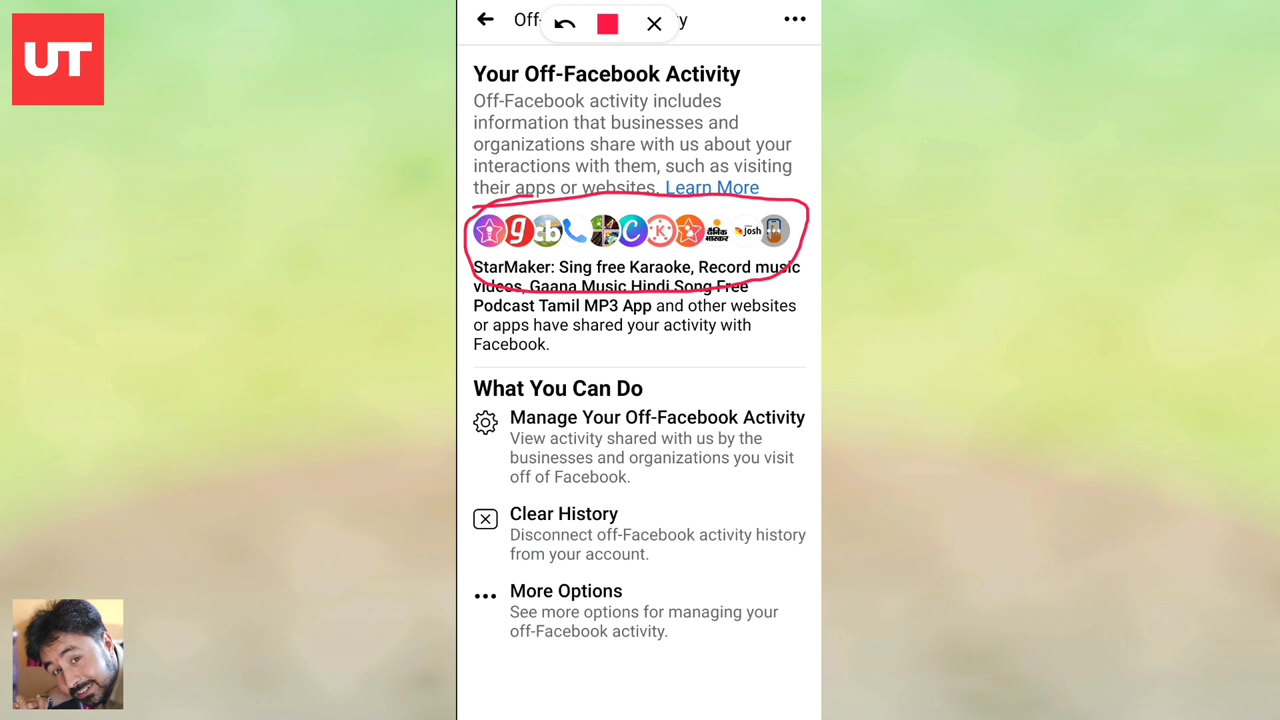 UT
Off- y
Your Off-Facebook Activity
Off-Facebook activity includes
information that businesses and
organizations share with us about your
interactions with them, such as visiting
their apps or websites. Learn More
g cb C K दैनिक भास्कर Josh
StarMaker: Sing free Karaoke, Record music
videos, Gaana Music Hindi Song Free
Podcast Tamil MP3 App and other websites
or apps have shared your activity with
Facebook.
What You Can Do
Manage Your Off-Facebook Activity
View activity shared with us by the
businesses and organizations you visit
off of Facebook.
Clear History
Disconnect off-Facebook activity history
from your account.
More Options
See more options for managing your
off-Facebook activity.